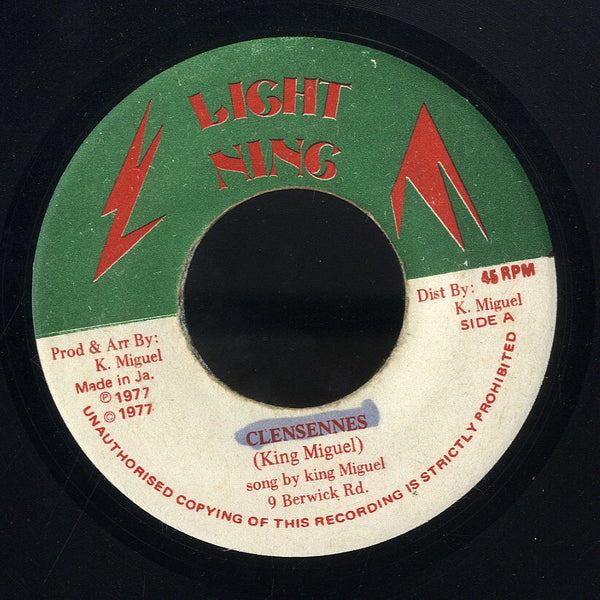 LIGHT
NING
45 RPM
Dist By:
K. Miguel
SIDE A
Prod & Arr By:
K. Miguel
Made in Ja.
℗ 1977
© 1977
CLENSENNES
(King Miguel)
song by king Miguel
9 Berwick Rd.
UNAUTHORISED COPYING OF THIS RECORDING IS STRICTLY PROHIBITED